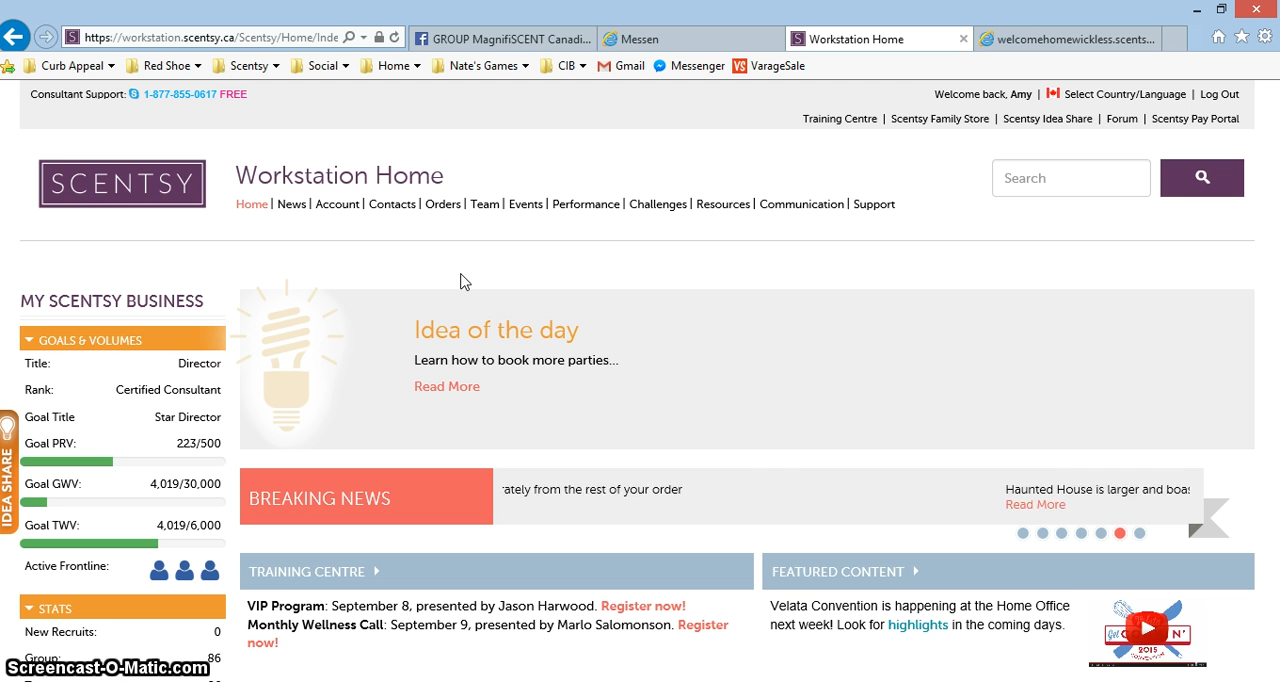 https://workstation.scentsy.ca/Scentsy/Home/Inde
GROUP MagnifiSCENT Canadi...
Messen
Workstation Home
welcomehomewickless.scents...
Curb Appeal
Red Shoe
Scentsy
Social
Home
Nate's Games
CIB
Gmail
Messenger
VS VarageSale
Consultant Support: 1-877-855-0617 FREE
Welcome back, Amy | Select Country/Language | Log Out
Training Centre | Scentsy Family Store | Scentsy Idea Share | Forum | Scentsy Pay Portal
SCENTSY
Workstation Home
Search
Home | News | Account | Contacts | Orders | Team | Events | Performance | Challenges | Resources | Communication | Support
MY SCENTSY BUSINESS
GOALS & VOLUMES
Title: Director
Rank: Certified Consultant
Goal Title Star Director
Goal PRV: 223/500
Goal GWV: 4,019/30,000
Goal TWV: 4,019/6,000
Active Frontline:
STATS
New Recruits: 0
Group: 86
IDEA SHARE
Idea of the day
Learn how to book more parties...
Read More
BREAKING NEWS
rately from the rest of your order
Haunted House is larger and boas
Read More
TRAINING CENTRE
VIP Program: September 8, presented by Jason Harwood. Register now!
Monthly Wellness Call: September 9, presented by Marlo Salomonson. Register
now!
FEATURED CONTENT
Velata Convention is happening at the Home Office
next week! Look for highlights in the coming days.
2015
Screencast-O-Matic.com